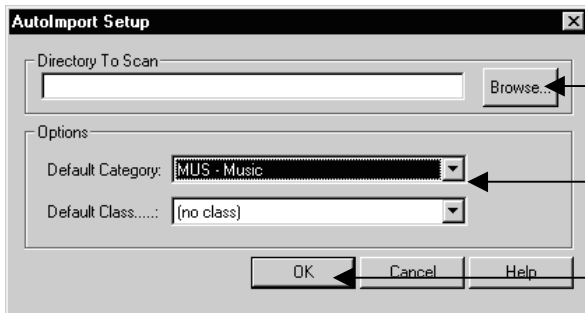 AutoImport Setup
Directory To Scan
Browse...
Options
Default Category: MUS - Music
Default Class.....: (no class)
OK Cancel Help